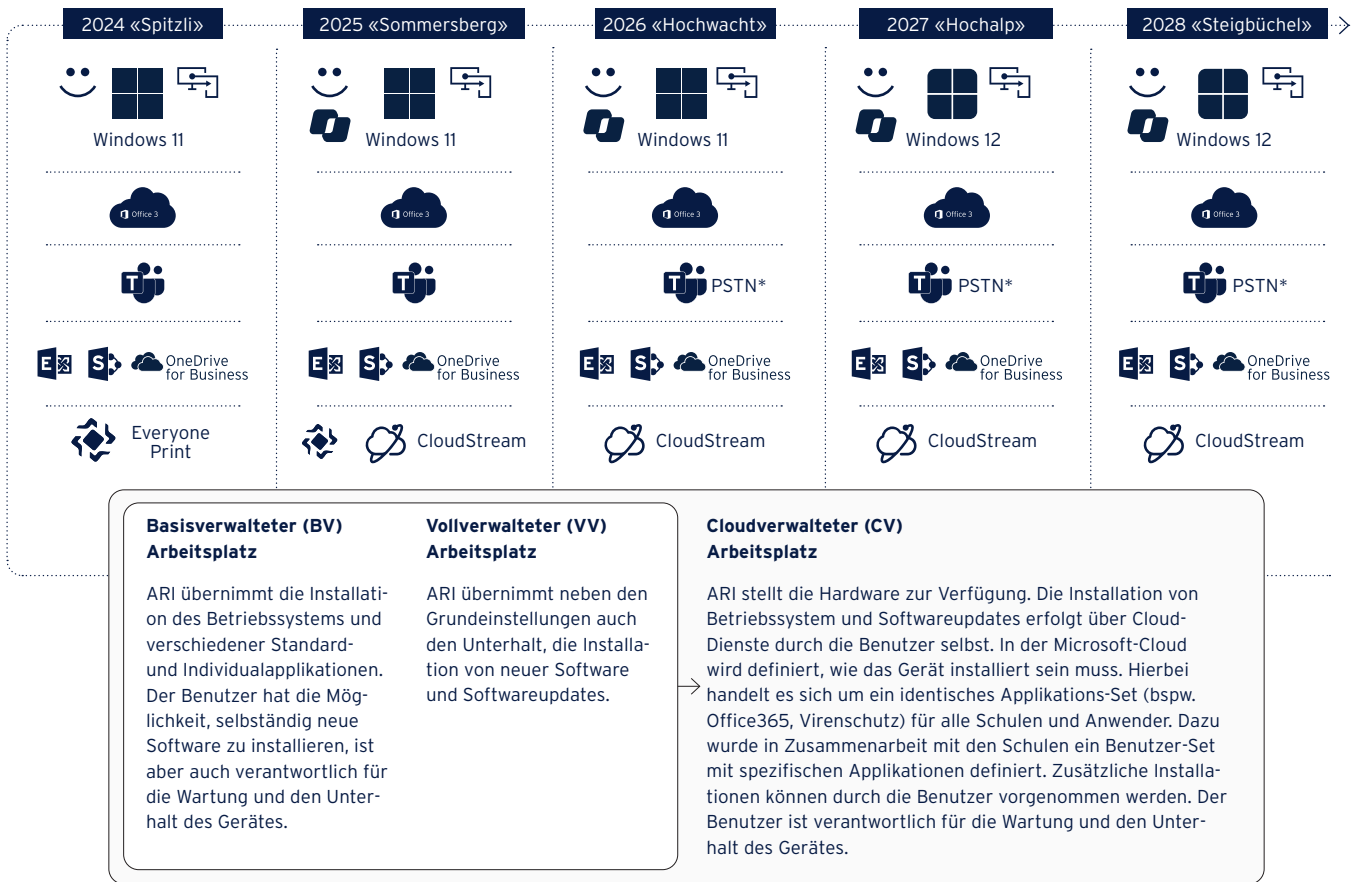 2024 «Spitzli»
2025 «Sommersberg»
2026 «Hochwacht»
2027 «Hochalp»
2028 «Steigbüchel»
Windows 11
Windows 11
Windows 11
Windows 12
Windows 12
Office 3
Office 3
Office 3
Office 3
Office 3
T
T
T PSTN*
T PSTN*
T PSTN*
E S OneDrive
for Business
E S OneDrive
for Business
E S OneDrive
for Business
E S OneDrive
for Business
E S OneDrive
for Business
Everyone
Print
CloudStream
CloudStream
CloudStream
CloudStream
Basisverwalteter (BV)
Arbeitsplatz
ARI übernimmt die Installati-
on des Betriebssystems und
verschiedener Standard-
und Individualapplikationen.
Der Benutzer hat die Mög-
lichkeit, selbständig neue
Software zu installieren, ist
aber auch verantwortlich für
die Wartung und den Unter-
halt des Gerätes.
Vollverwalteter (VV)
Arbeitsplatz
ARI übernimmt neben den
Grundeinstellungen auch
den Unterhalt, die Installa-
tion von neuer Software
und Softwareupdates.
Cloudverwalteter (CV)
Arbeitsplatz
ARI stellt die Hardware zur Verfügung. Die Installation von
Betriebssystem und Softwareupdates erfolgt über Cloud-
Dienste durch die Benutzer selbst. In der Microsoft-Cloud
wird definiert, wie das Gerät installiert sein muss. Hierbei
handelt es sich um ein identisches Applikations-Set (bspw.
Office365, Virenschutz) für alle Schulen und Anwender. Dazu
wurde in Zusammenarbeit mit den Schulen ein Benutzer-Set
mit spezifischen Applikationen definiert. Zusätzliche Installa-
tionen können durch die Benutzer vorgenommen werden. Der
Benutzer ist verantwortlich für die Wartung und den Unter-
halt des Gerätes.